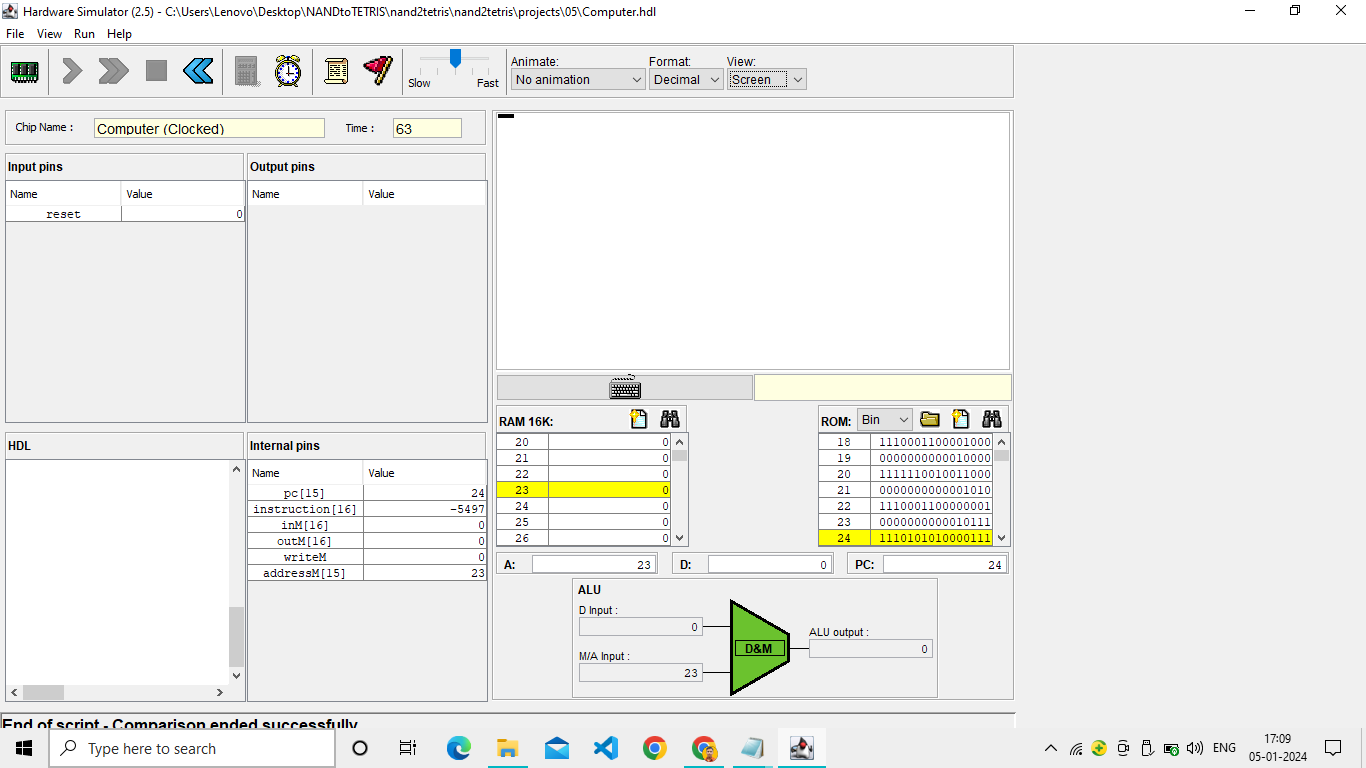 Hardware Simulator (2.5) - C:\Users\Lenovo\Desktop\NANDtoTETRIS\nand2tetris\nand2tetris\projects\05\Computer.hdl
File View Run Help
Slow Fast
Animate: Format: View:
No animation Decimal Screen
Chip Name : Computer (Clocked) Time : 63
Input pins
Name Value
reset 0
Output pins
Name Value
HDL
Internal pins
Name Value
pc[15] 24
instruction[16] -5497
inM[16] 0
outM[16] 0
writeM 0
addressM[15] 23
RAM 16K:
20 0
21 0
22 0
23 0
24 0
25 0
26 0
ROM: Bin
18 1110001100001000
19 0000000000010000
20 1111110010011000
21 0000000000001010
22 1110001100000001
23 0000000000010111
24 1110101010000111
A: 23 D: 0 PC: 24
ALU
D Input :
0
M/A Input :
23
D&M
ALU output :
0
End of script - Comparison ended successfully
Type here to search
ENG
17:09
05-01-2024